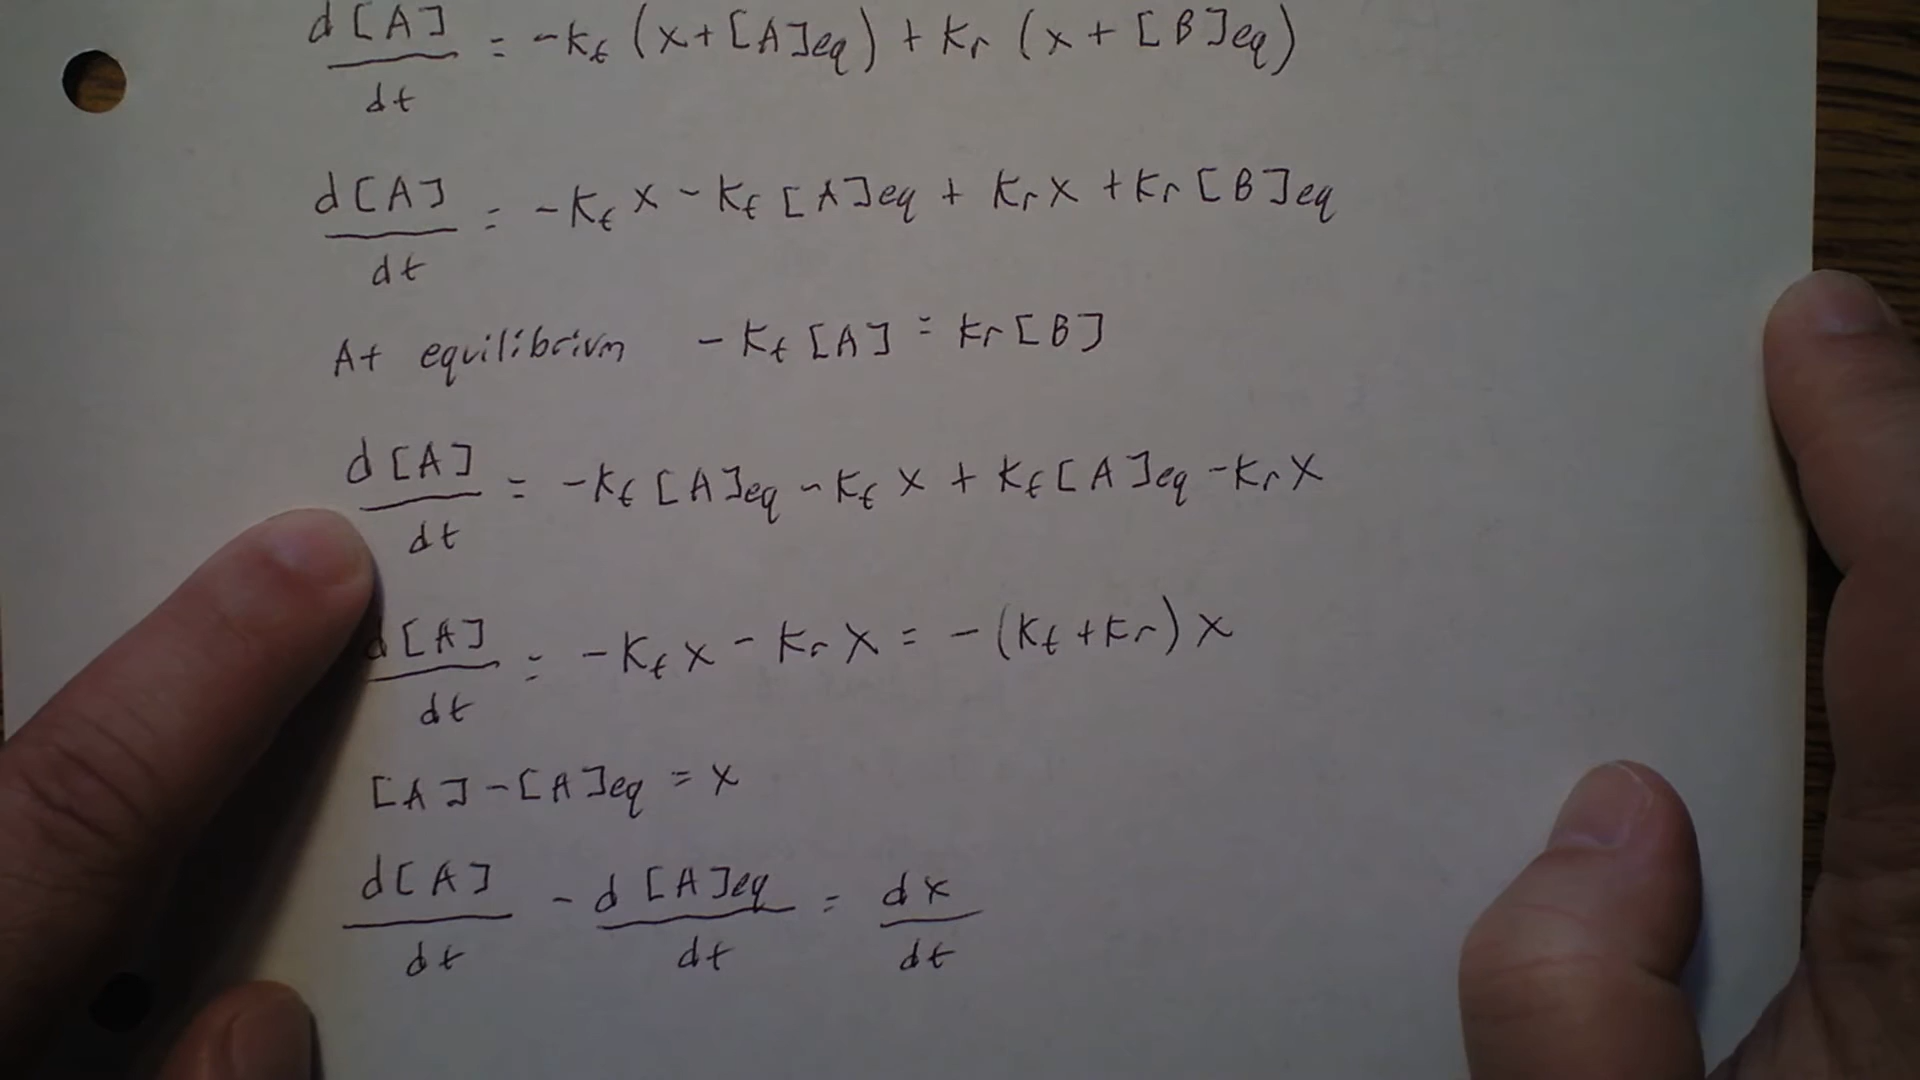 d[A]/dt = -Kf (x+[A]eq) + Kr (x + [B]eq)
d[A]/dt = -Kf x - Kf [A]eq + Kr x + Kr [B]eq
At equilibrium - Kf [A] = Kr [B]
d[A]/dt = -Kf [A]eq - Kf x + Kf [A]eq - Kr x
d[A]/dt = -Kf x - Kr x = -(Kf + Kr) x
[A] - [A]eq = x
d[A]/dt - d[A]eq/dt = dx/dt